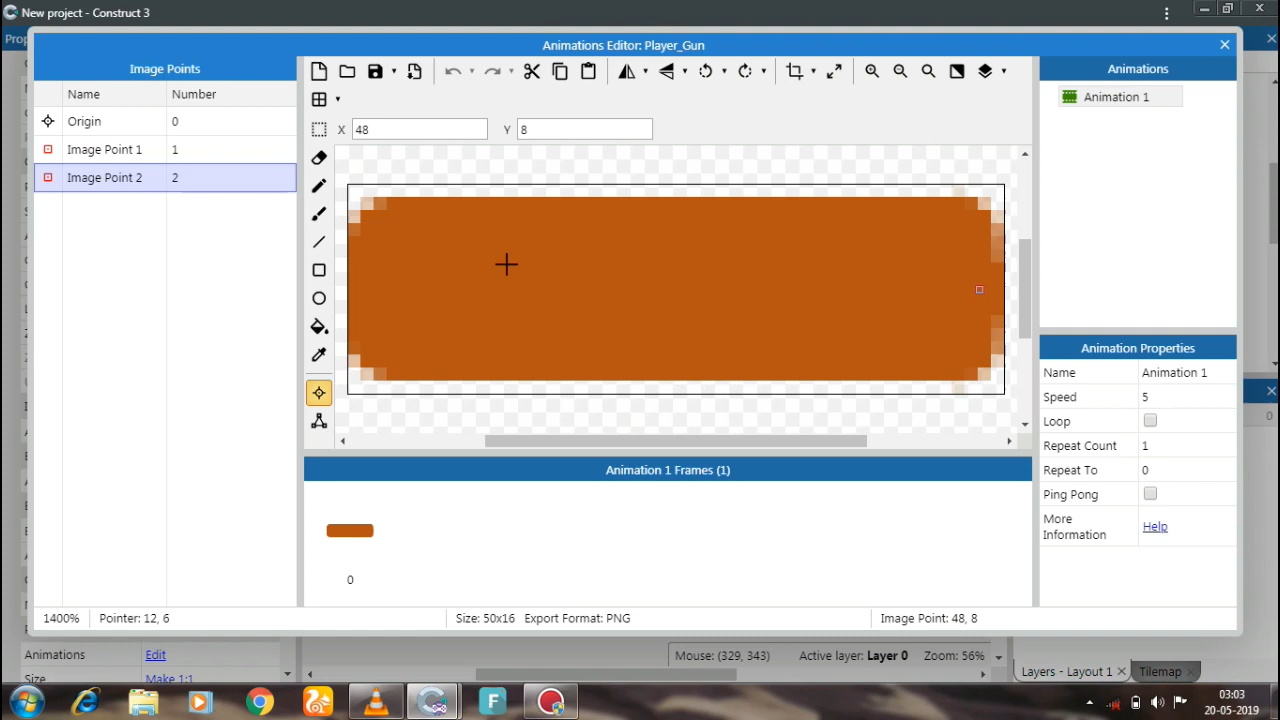 New project - Construct 3
Prop
Animations Editor: Player_Gun
Image Points
Name Number
Origin 0
Image Point 1 1
Image Point 2 2
X 48 Y 8
Animations
Animation 1
Animation Properties
Name Animation 1
Speed 5
Loop
Repeat Count 1
Repeat To 0
Ping Pong
More Information Help
Animation 1 Frames (1)
0
1400% Pointer: 12, 6 Size: 50x16 Export Format: PNG Image Point: 48, 8
Animations Edit
Size Make 1:1
Mouse: (329, 343) Active layer: Layer 0 Zoom: 56%
Layers - Layout 1 Tilemap
0
03:03
20-05-2019